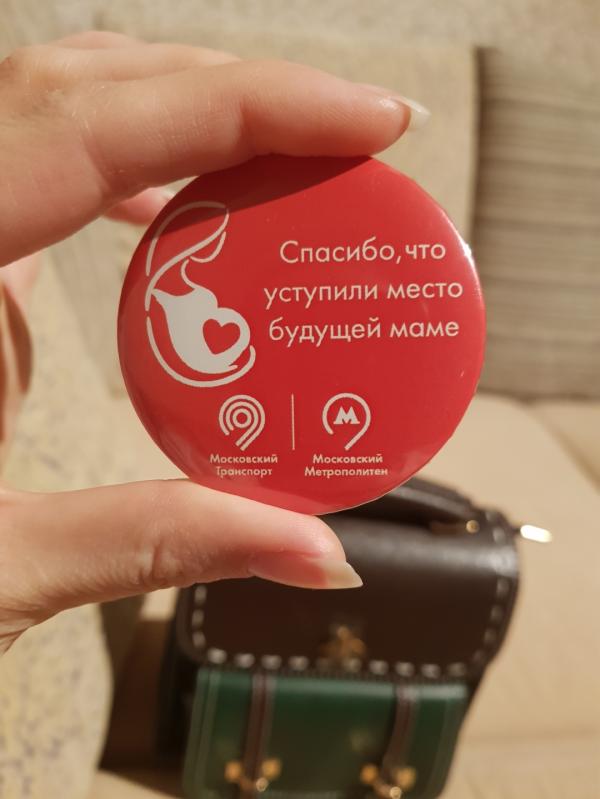 Спасибо,что
уступили место
будущей маме
Московский
Транспорт
М
Московский
Метрополитен